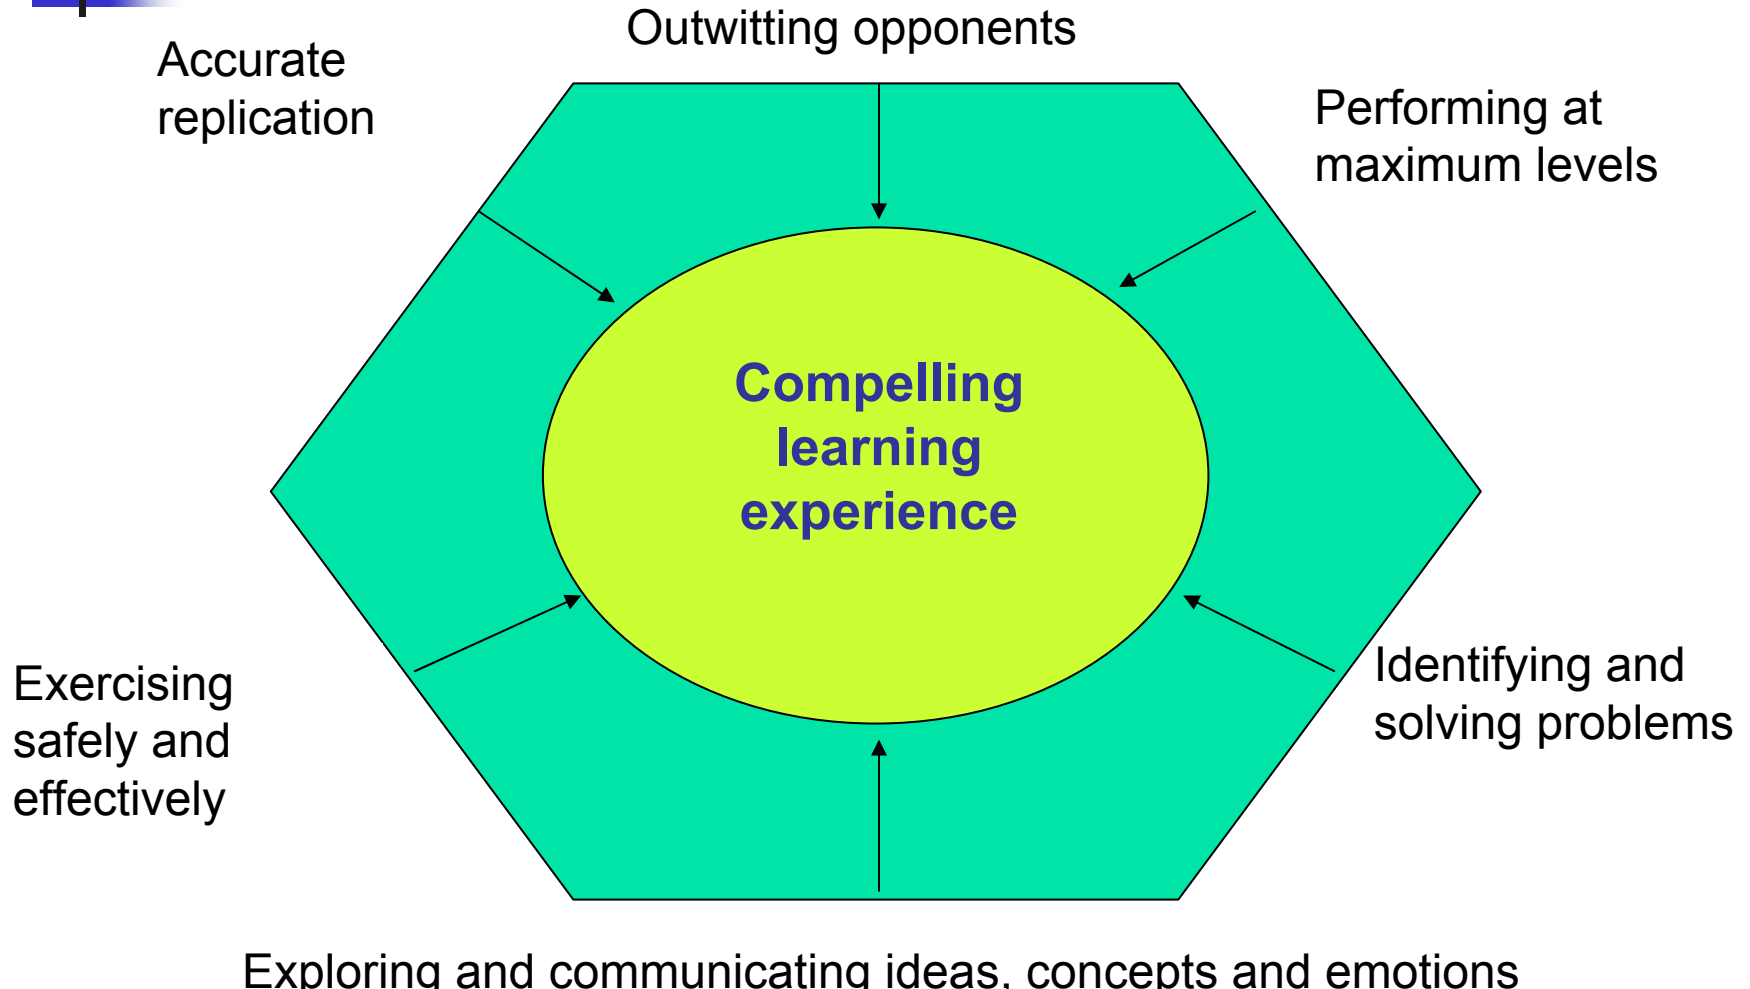 Outwitting opponents
Accurate
replication
Performing at
maximum levels
Compelling
learning
experience
Exercising
safely and
effectively
Identifying and
solving problems
Exploring and communicating ideas, concepts and emotions